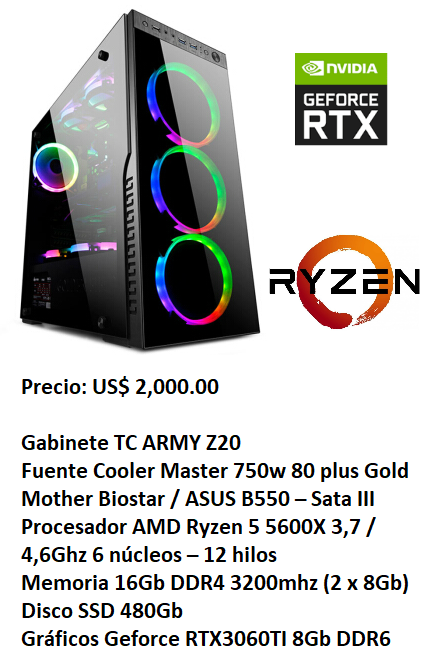 NVIDIA
GEFORCE
RTX
RYZEN
Precio: US$ 2,000.00
Gabinete TC ARMY Z20
Fuente Cooler Master 750w 80 plus Gold
Mother Biostar / ASUS B550 – Sata III
Procesador AMD Ryzen 5 5600X 3,7 /
4,6Ghz 6 núcleos – 12 hilos
Memoria 16Gb DDR4 3200mhz (2 x 8Gb)
Disco SSD 480Gb
Gráficos Geforce RTX3060TI 8Gb DDR6